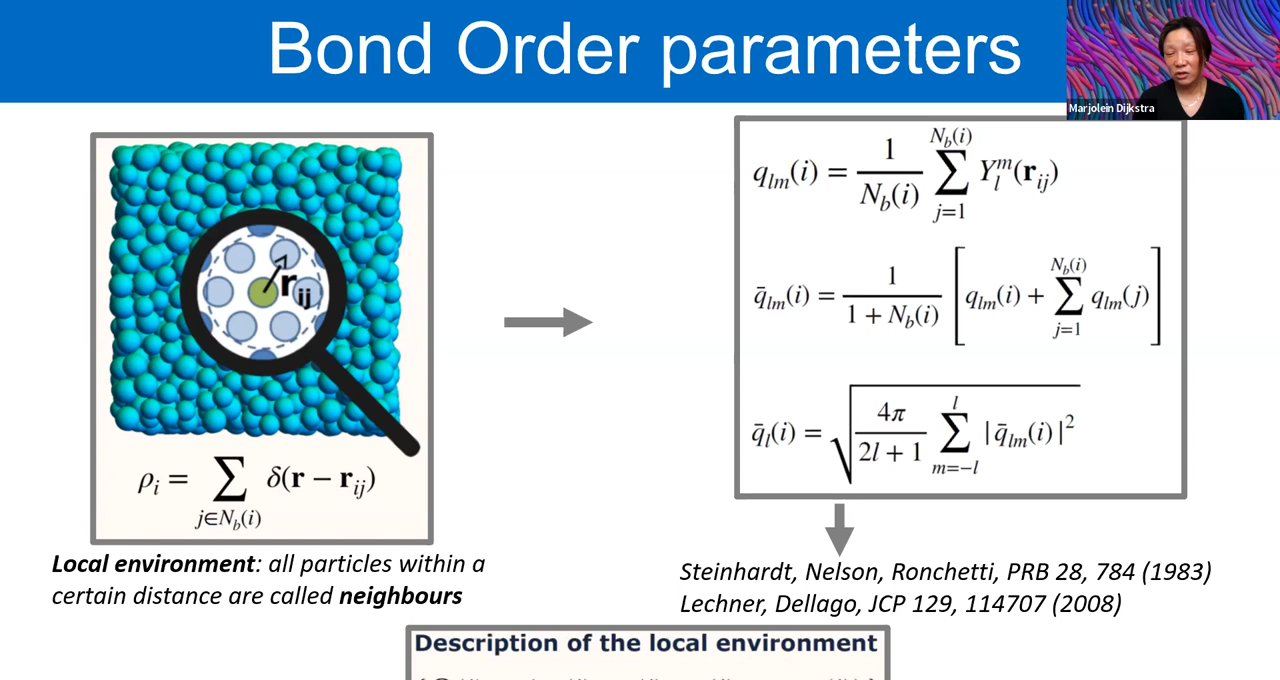 Bond Order parameters
Marjolein Dijkstra
r_ij
ρ_i = ∑_{j∈N_b(i)} δ(r − r_ij)
Local environment: all particles within a
certain distance are called neighbours
q_lm(i) = 1/N_b(i) ∑_{j=1}^{N_b(i)} Y_l^m(r_ij)
q̄_lm(i) = 1/(1 + N_b(i)) [q_lm(i) + ∑_{j=1}^{N_b(i)} q_lm(j)]
q̄_l(i) = √(4π/(2l + 1) ∑_{m=−l}^{l} |q̄_lm(i)|²)
Steinhardt, Nelson, Ronchetti, PRB 28, 784 (1983)
Lechner, Dellago, JCP 129, 114707 (2008)
Description of the local environment